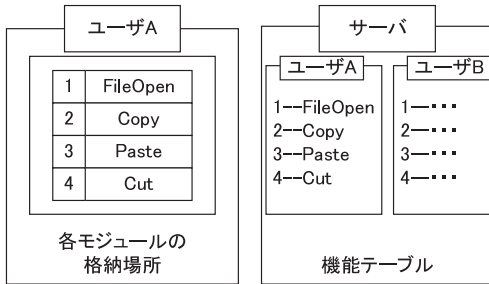 ユーザA
1 FileOpen
2 Copy
3 Paste
4 Cut
各モジュールの
格納場所
サーバ
ユーザA
1--FileOpen
2--Copy
3--Paste
4--Cut
ユーザB
1—･･･
2—･･･
3—･･･
4—･･･
機能テーブル